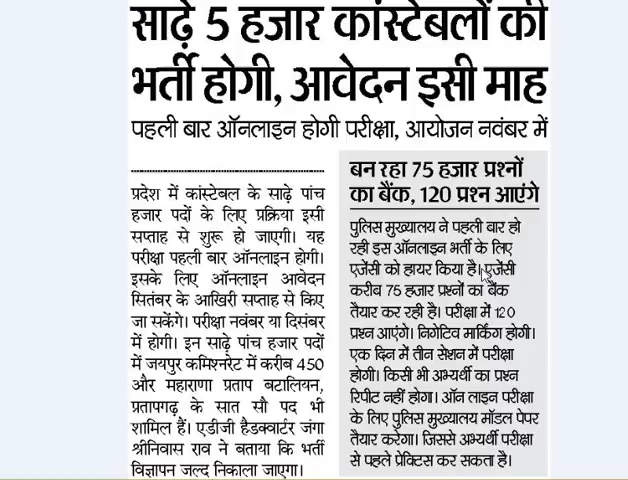 साढ़े 5 हजार कांस्टेबलों की
भर्ती होगी, आवेदन इसी माह
पहली बार ऑनलाइन होगी परीक्षा, आयोजन नवंबर में
प्रदेश में कांस्टेबल के साढ़े पांच
हजार पदों के लिए प्रक्रिया इसी
सप्ताह से शुरू हो जाएगी। यह
परीक्षा पहली बार ऑनलाइन होगी।
इसके लिए ऑनलाइन आवेदन
सितंबर के आखिरी सप्ताह से किए
जा सकेंगे। परीक्षा नवंबर या दिसंबर
में होगी। इन साढ़े पांच हजार पदों
में जयपुर कमिश्नरेट में करीब 450
और महाराणा प्रताप बटालियन,
प्रतापगढ़ के सात सौ पद भी
शामिल हैं। एडीजी हैडक्वार्टर जंगा
श्रीनिवास राव ने बताया कि भर्ती
विज्ञापन जल्द निकाला जाएगा।
बन रहा 75 हजार प्रश्नों
का बैंक, 120 प्रश्न आएंगे
पुलिस मुख्यालय ने पहली बार हो
रही इस ऑनलाइन भर्ती के लिए
एजेंसी को हायर किया है। एजेंसी
करीब 75 हजार प्रश्नों का बैंक
तैयार कर रही है। परीक्षा में 120
प्रश्न आएंगे। निगेटिव मार्किंग होगी।
एक दिन में तीन सेशन में परीक्षा
होगी। किसी भी अभ्यर्थी का प्रश्न
रिपीट नहीं होगा। ऑन लाइन परीक्षा
के लिए पुलिस मुख्यालय मॉडल पेपर
तैयार करेगा। जिससे अभ्यर्थी परीक्षा
से पहले प्रेक्टिस कर सकता है।